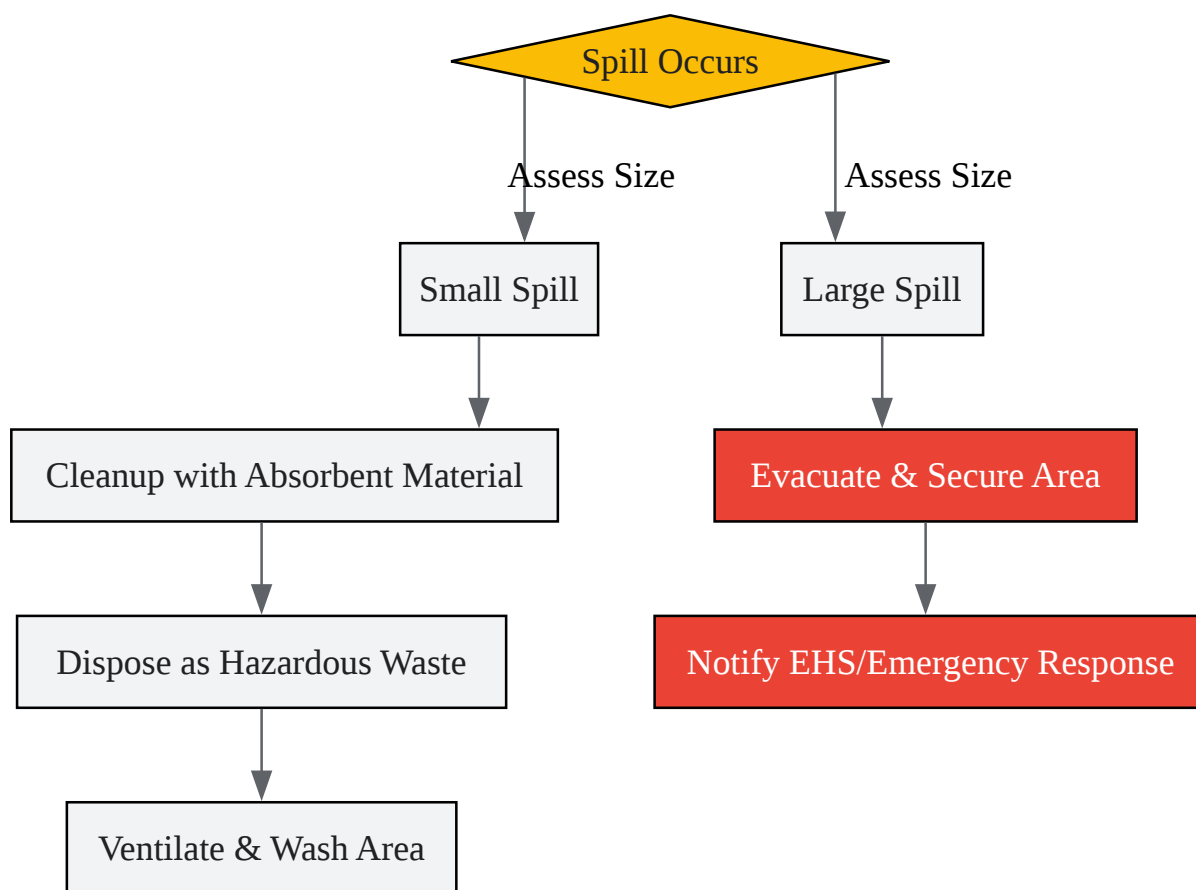 Spill Occurs
Assess Size
Assess Size
Small Spill
Large Spill
Cleanup with Absorbent Material
Evacuate & Secure Area
Dispose as Hazardous Waste
Notify EHS/Emergency Response
Ventilate & Wash Area